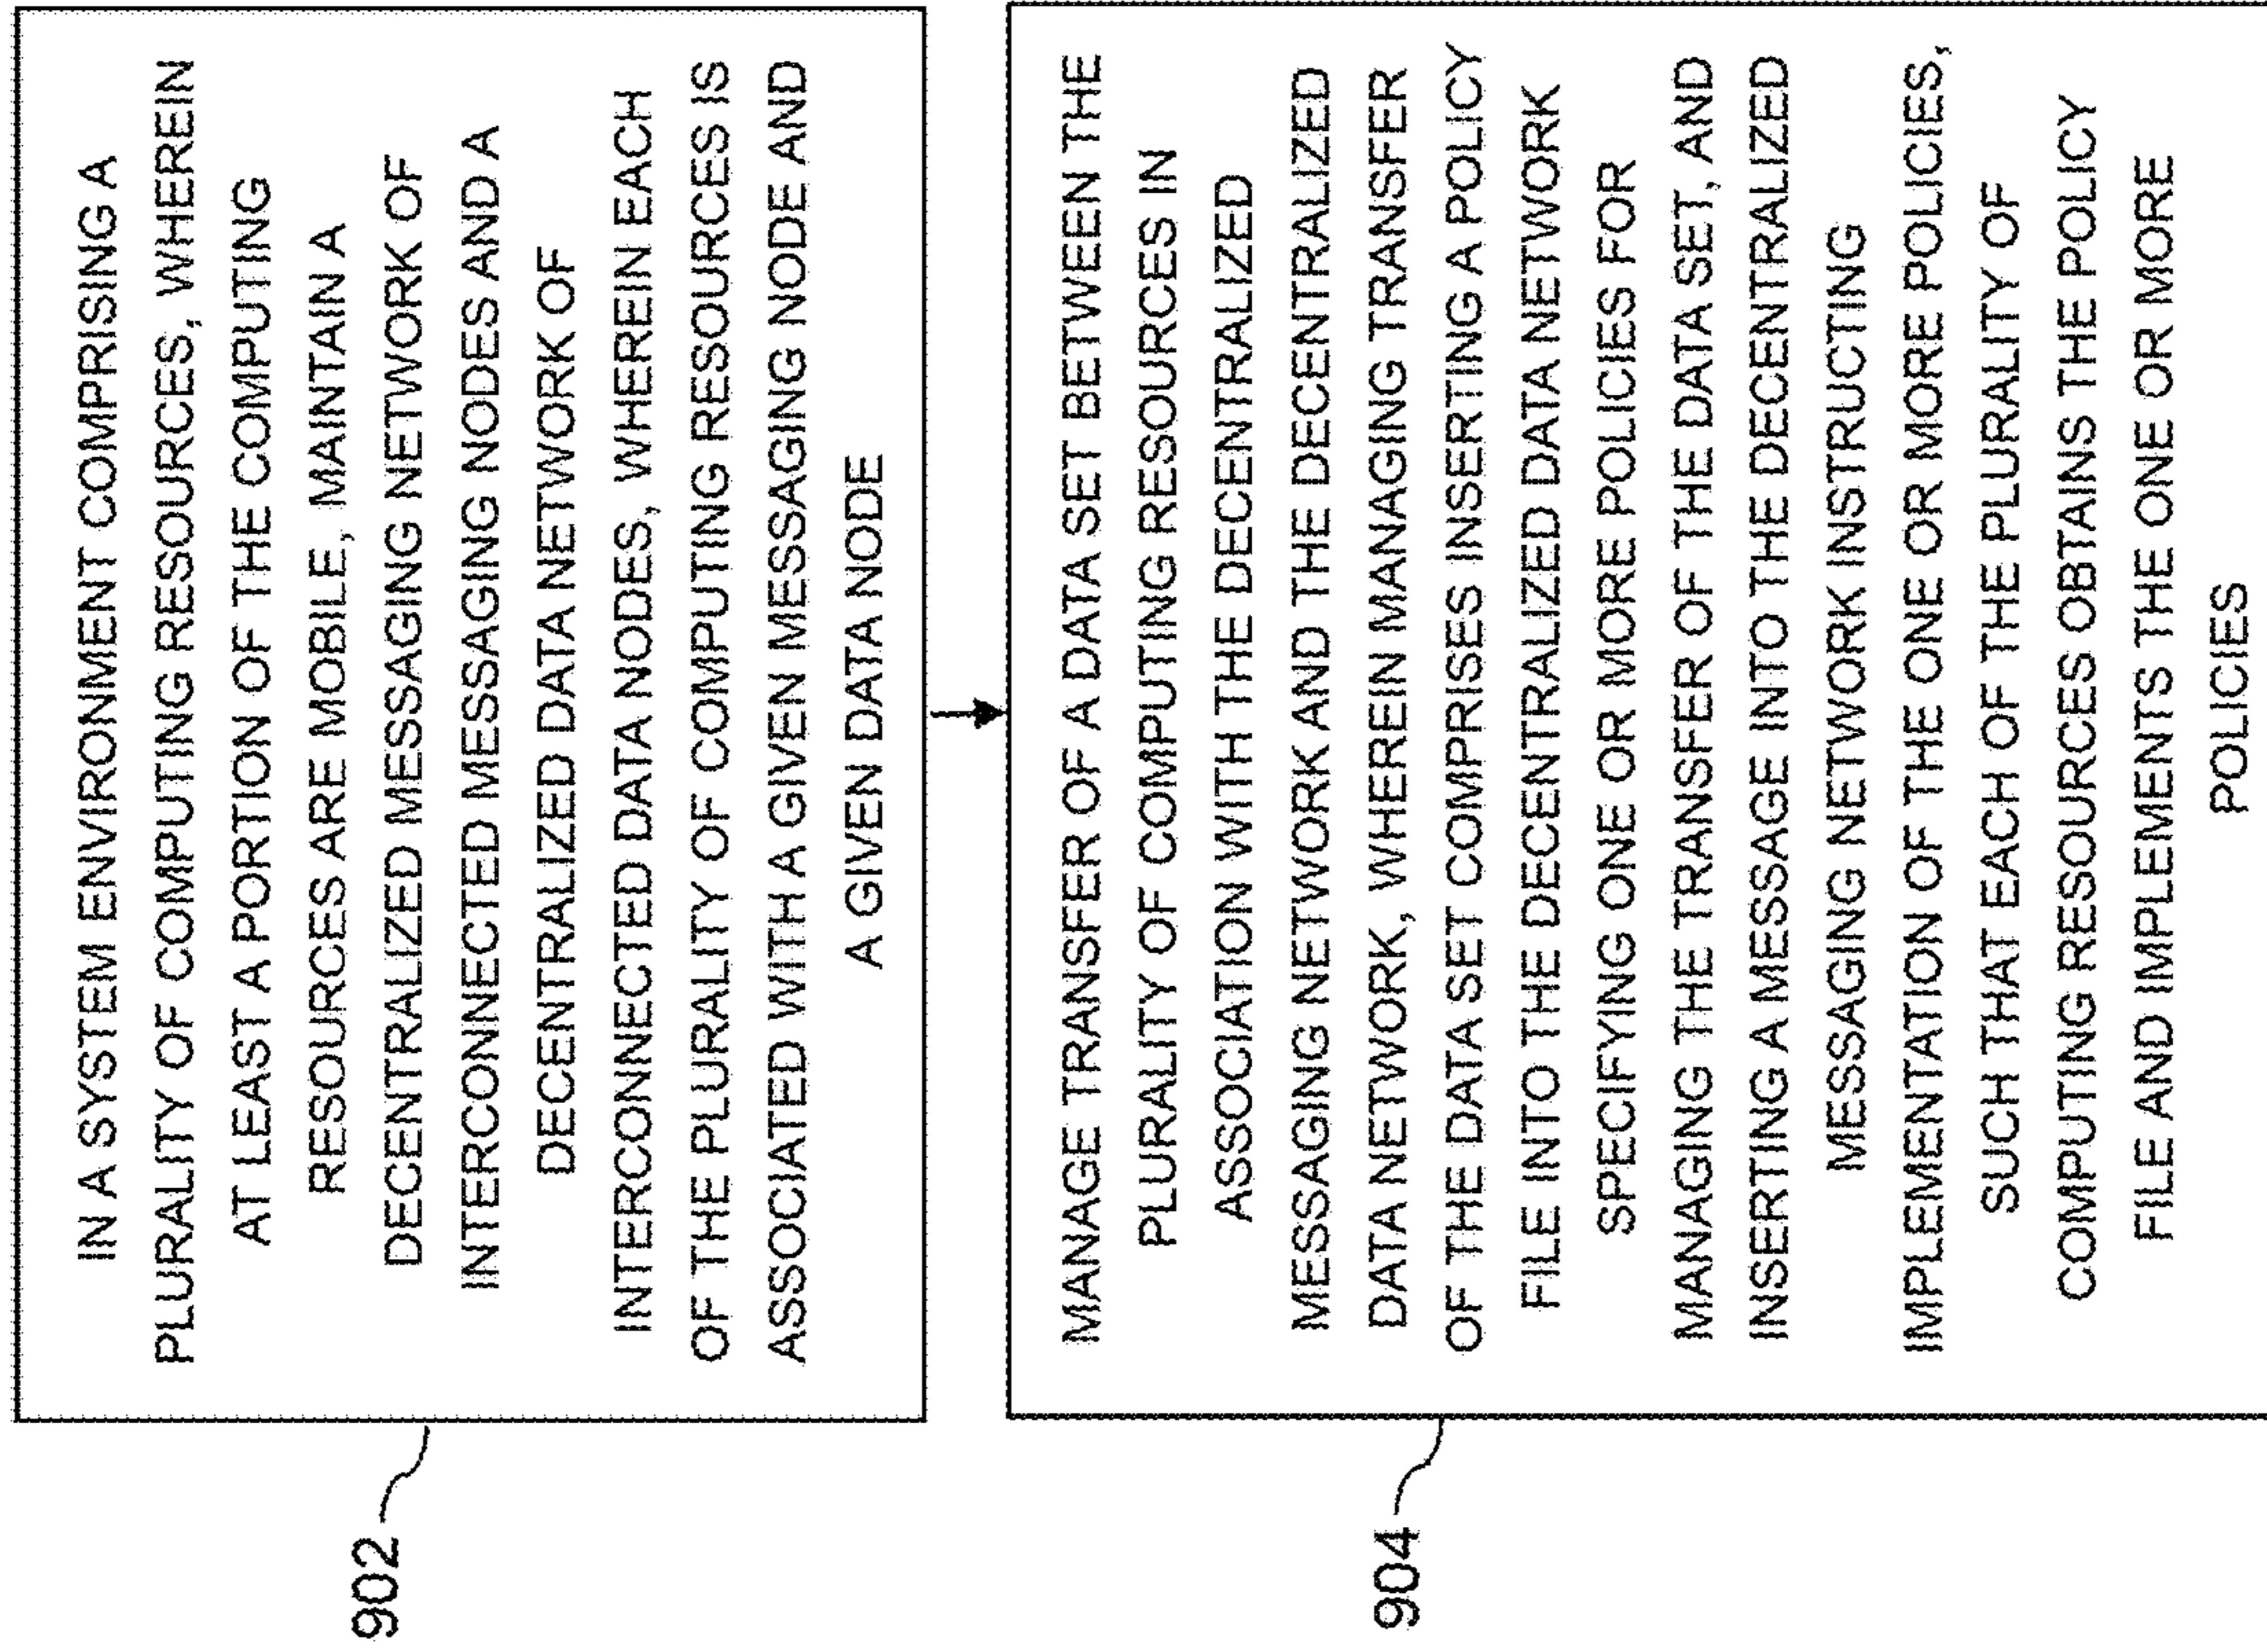 902
IN A SYSTEM ENVIRONMENT COMPRISING A
PLURALITY OF COMPUTING RESOURCES, WHEREIN
AT LEAST A PORTION OF THE COMPUTING
RESOURCES ARE MOBILE, MAINTAIN A
DECENTRALIZED MESSAGING NETWORK OF
INTERCONNECTED MESSAGING NODES AND A
DECENTRALIZED DATA NETWORK OF
INTERCONNECTED DATA NODES, WHEREIN EACH
OF THE PLURALITY OF COMPUTING RESOURCES IS
ASSOCIATED WITH A GIVEN MESSAGING NODE AND
A GIVEN DATA NODE
904
MANAGE TRANSFER OF A DATA SET BETWEEN THE
PLURALITY OF COMPUTING RESOURCES IN
ASSOCIATION WITH THE DECENTRALIZED
MESSAGING NETWORK AND THE DECENTRALIZED
DATA NETWORK, WHEREIN MANAGING TRANSFER
OF THE DATA SET COMPRISES INSERTING A POLICY
FILE INTO THE DECENTRALIZED DATA NETWORK
SPECIFYING ONE OR MORE POLICIES FOR
MANAGING THE TRANSFER OF THE DATA SET, AND
INSERTING A MESSAGE INTO THE DECENTRALIZED
MESSAGING NETWORK INSTRUCTING
IMPLEMENTATION OF THE ONE OR MORE POLICIES,
SUCH THAT EACH OF THE PLURALITY OF
COMPUTING RESOURCES OBTAINS THE POLICY
FILE AND IMPLEMENTS THE ONE OR MORE
POLICIES